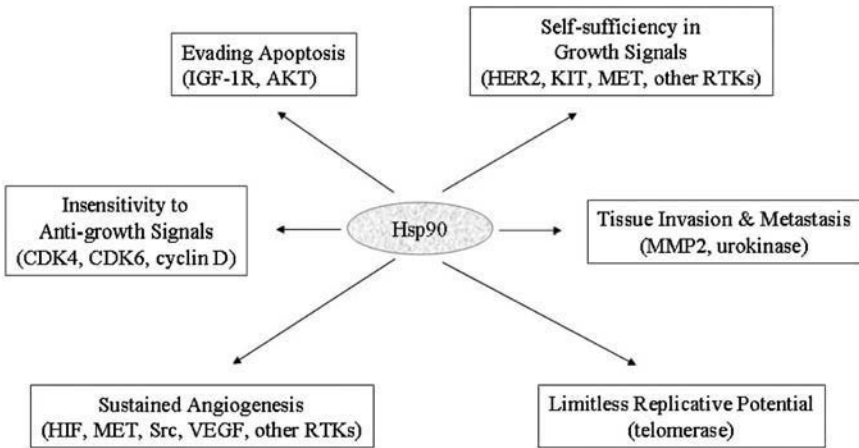 Evading Apoptosis
(IGF-1R, AKT)
Self-sufficiency in
Growth Signals
(HER2, KIT, MET, other RTKs)
Insensitivity to
Anti-growth Signals
(CDK4, CDK6, cyclin D)
Hsp90
Tissue Invasion & Metastasis
(MMP2, urokinase)
Sustained Angiogenesis
(HIF, MET, Src, VEGF, other RTKs)
Limitless Replicative Potential
(telomerase)